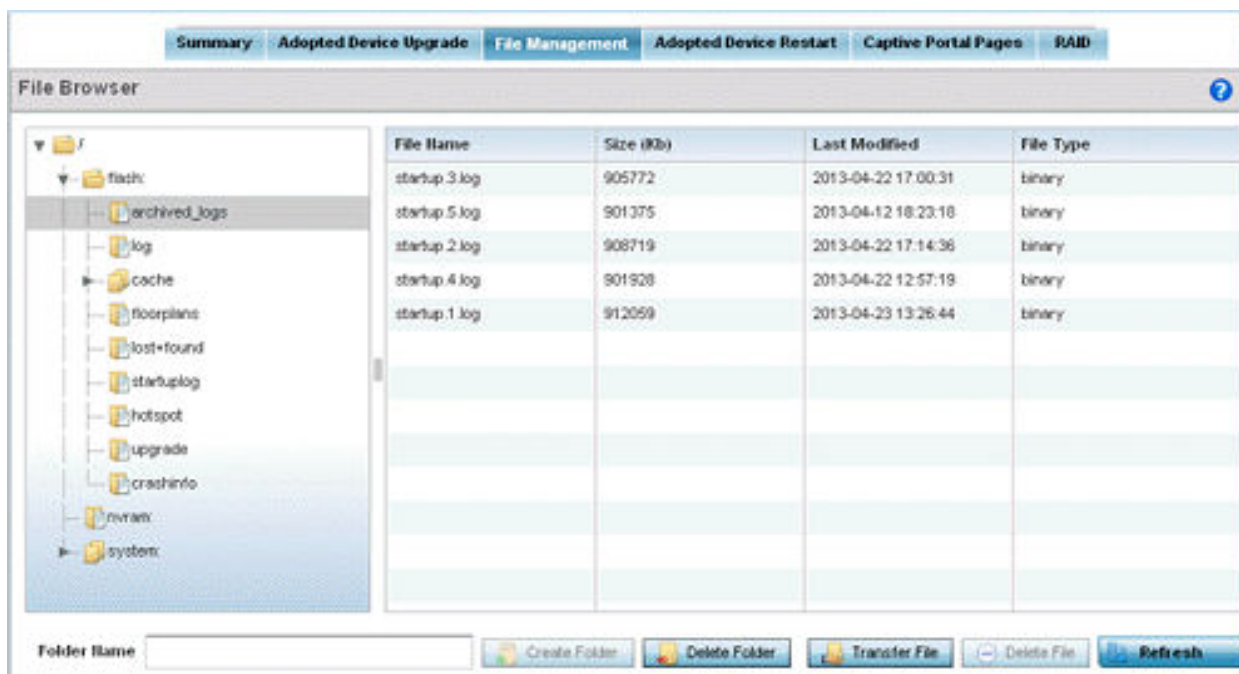 Summary Adopted Device Upgrade File Management Adopted Device Restart Captive Portal Pages RAID
File Browser ?
/
flash:
archived_logs
log
cache
floorplans
lost+found
startuplog
hotspot
upgrade
crashinfo
nvram:
system:
File Name Size (Kb) Last Modified File Type
startup.3.log 905772 2013-04-22 17:00:31 binary
startup.5.log 901375 2013-04-12 18:23:18 binary
startup.2.log 908719 2013-04-22 17:14:36 binary
startup.4.log 901928 2013-04-22 12:57:19 binary
startup.1.log 912059 2013-04-23 13:26:44 binary
Folder Name Create Folder Delete Folder Transfer File Delete File Refresh